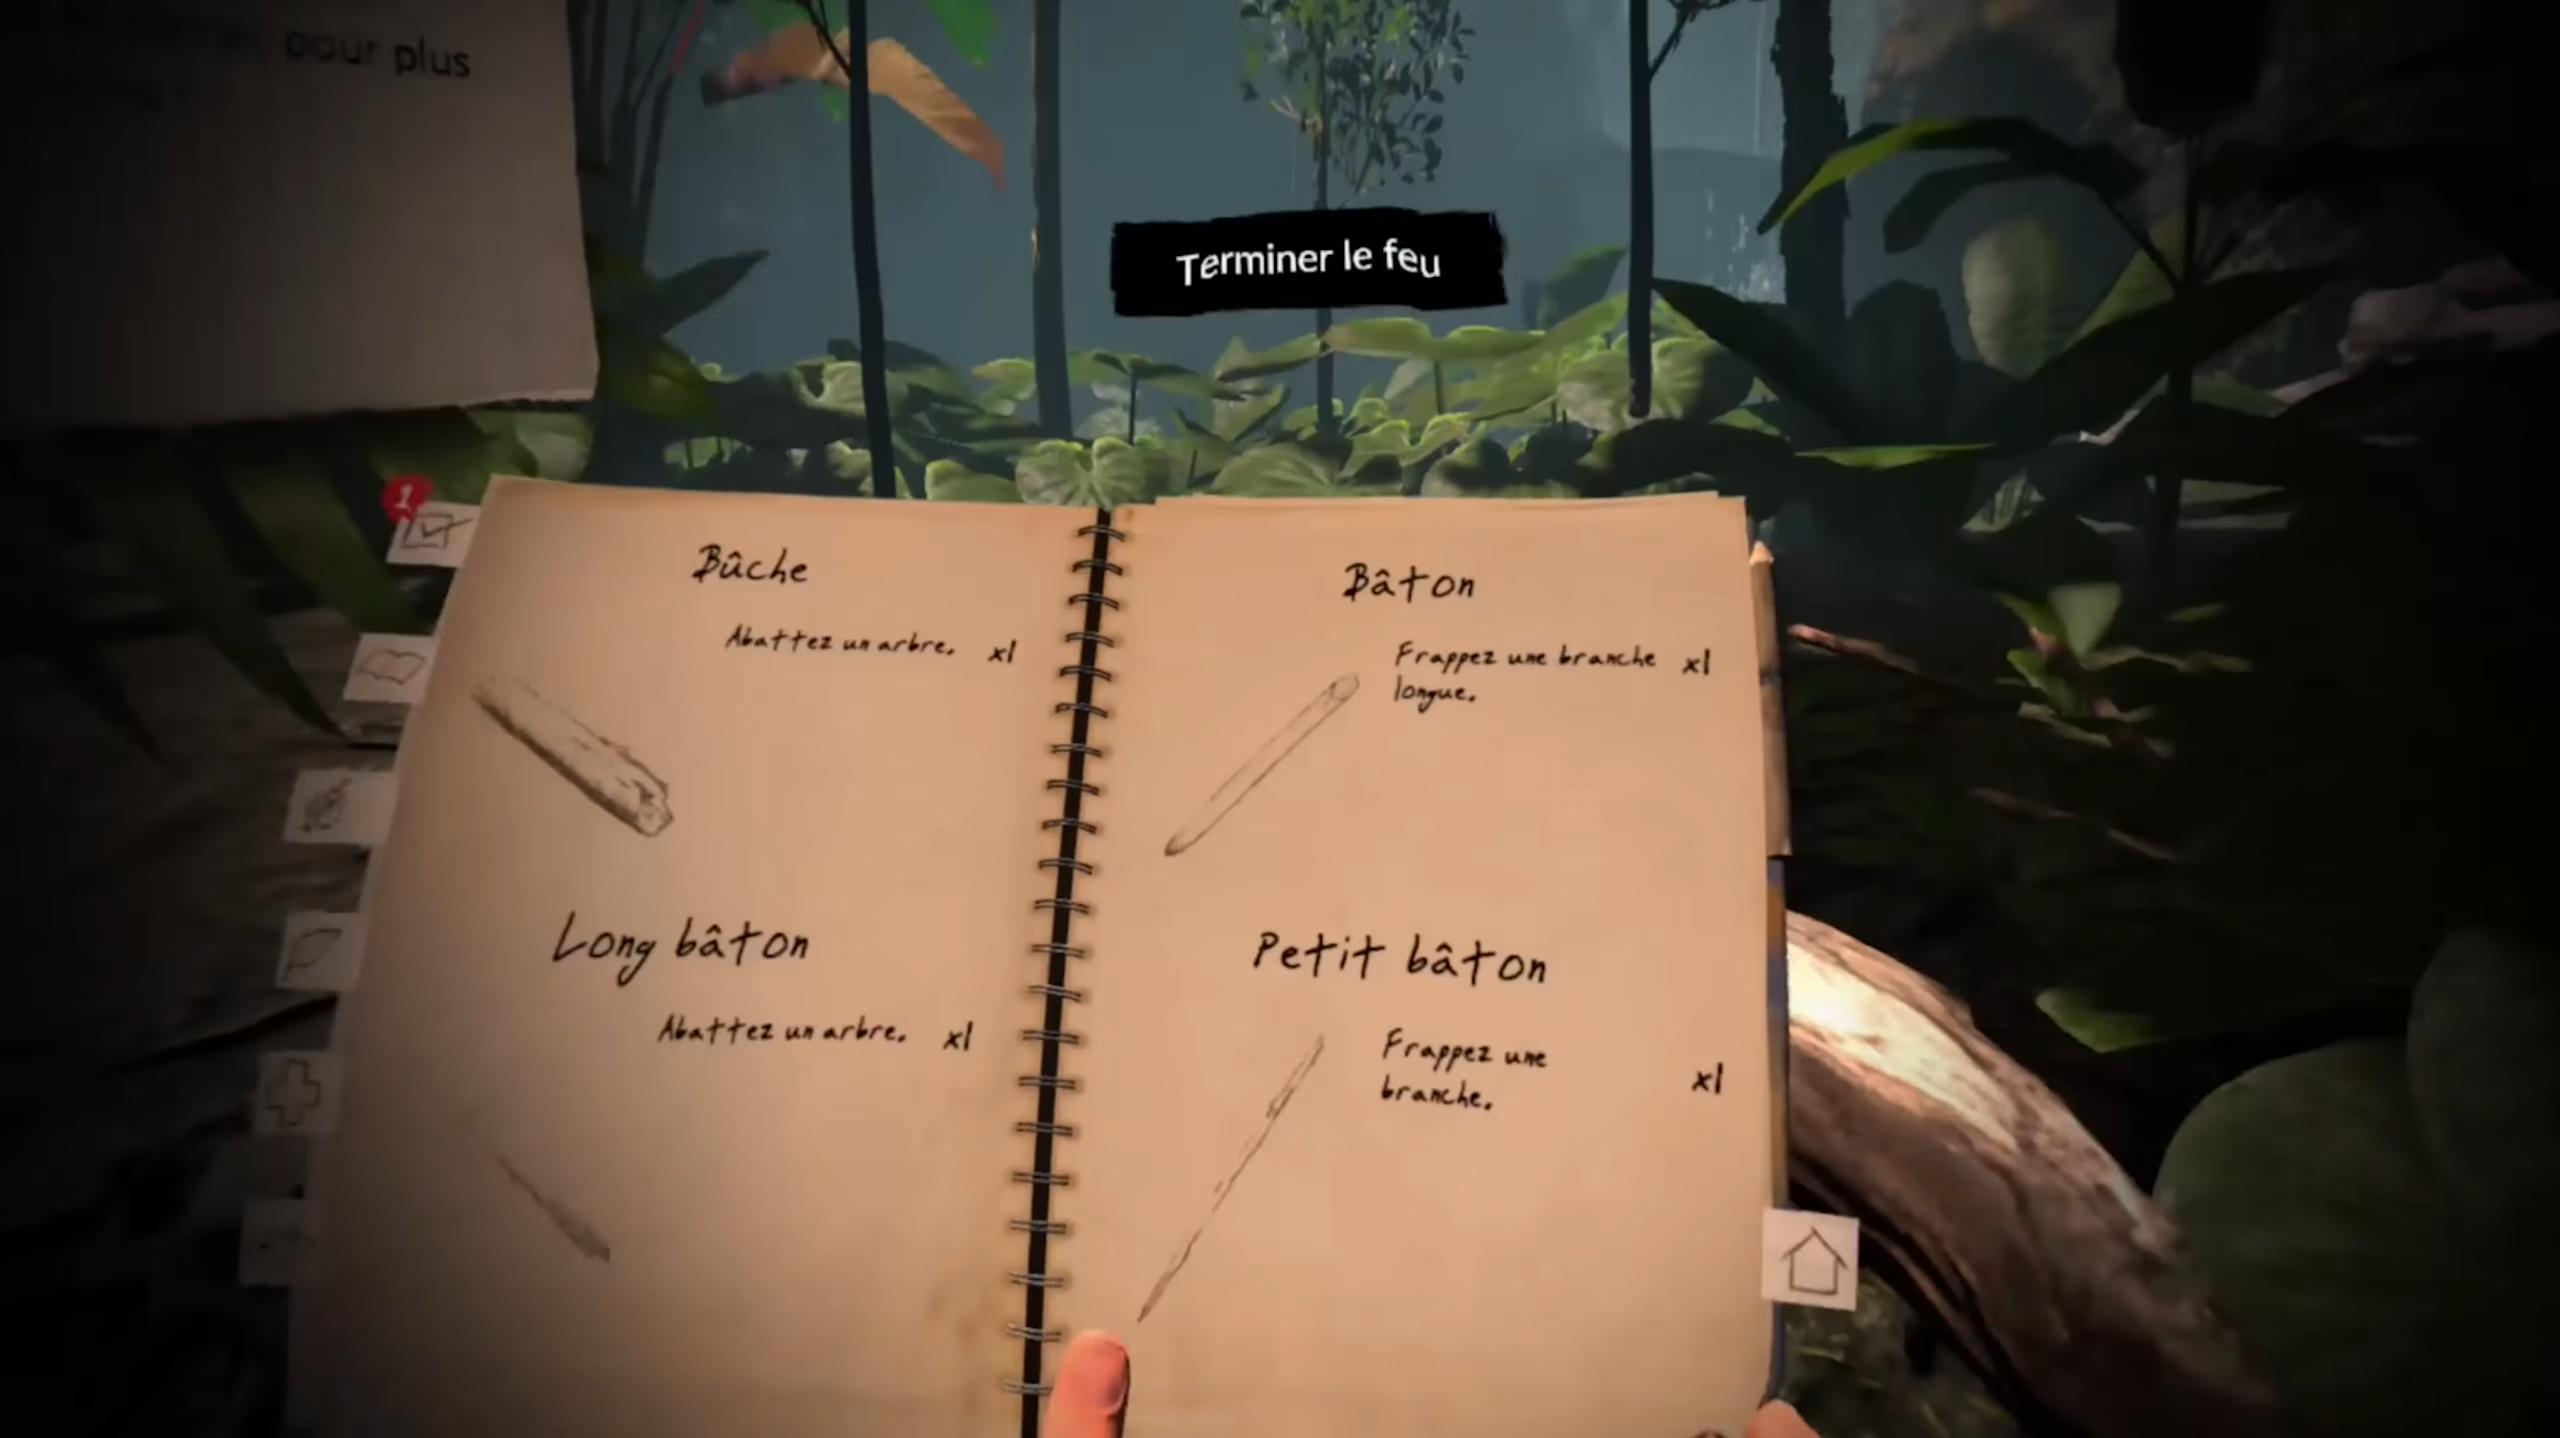 pour plus
Terminer le feu
1
Bûche
Abattez un arbre. x1
Long bâton
Abattez un arbre. x1
Bâton
Frappez une branche x1
longue.
Petit bâton
Frappez une
branche. x1